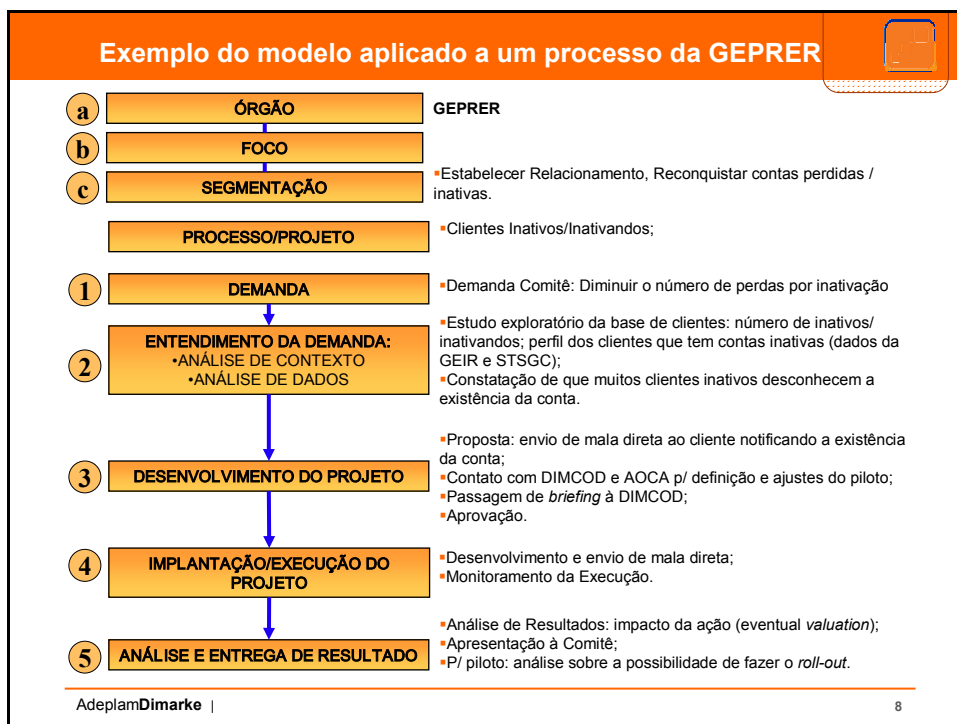 Exemplo do modelo aplicado a um processo da GEPRER
a
ÓRGÃO
GEPRER
b
FOCO
c
SEGMENTAÇÃO
▪Estabelecer Relacionamento, Reconquistar contas perdidas /
inativas.
PROCESSO/PROJETO
▪Clientes Inativos/Inativandos;
1
DEMANDA
▪Demanda Comitê: Diminuir o número de perdas por inativação
2
ENTENDIMENTO DA DEMANDA:
•ANÁLISE DE CONTEXTO
•ANÁLISE DE DADOS
▪Estudo exploratório da base de clientes: número de inativos/
inativandos; perfil dos clientes que tem contas inativas (dados da
GEIR e STSGC);
▪Constatação de que muitos clientes inativos desconhecem a
existência da conta.
3
DESENVOLVIMENTO DO PROJETO
▪Proposta: envio de mala direta ao cliente notificando a existência
da conta;
▪Contato com DIMCOD e AOCA p/ definição e ajustes do piloto;
▪Passagem de briefing à DIMCOD;
▪Aprovação.
4
IMPLANTAÇÃO/EXECUÇÃO DO
PROJETO
▪Desenvolvimento e envio de mala direta;
▪Monitoramento da Execução.
5
ANÁLISE E ENTREGA DE RESULTADO
▪Análise de Resultados: impacto da ação (eventual valuation);
▪Apresentação à Comitê;
▪P/ piloto: análise sobre a possibilidade de fazer o roll-out.
AdeplamDimarke |
8